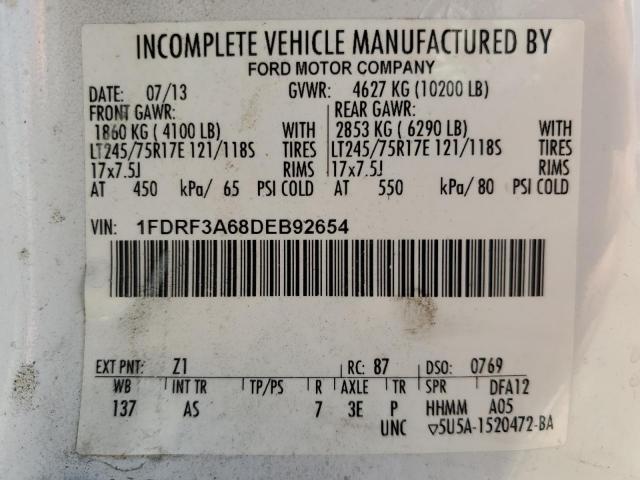 INCOMPLETE VEHICLE MANUFACTURED BY
FORD MOTOR COMPANY
DATE: 07/13 GVWR: 4627 KG (10200 LB)
FRONT GAWR: REAR GAWR:
1860 KG ( 4100 LB) WITH 2853 KG ( 6290 LB) WITH
LT245/75R17E 121/118S TIRES LT245/75R17E 121/118S TIRES
17x7.5J RIMS 17x7.5J RIMS
AT 450 kPa/ 65 PSI COLD AT 550 kPa/ 80 PSI COLD
VIN: 1FDRF3A68DEB92654
EXT PNT: Z1 RC: 87 DSO: 0769
WB INT TR TP/PS R AXLE TR SPR DFA12
137 AS 7 3E P HHMM A05
UNC ▽5U5A-1520472-BA